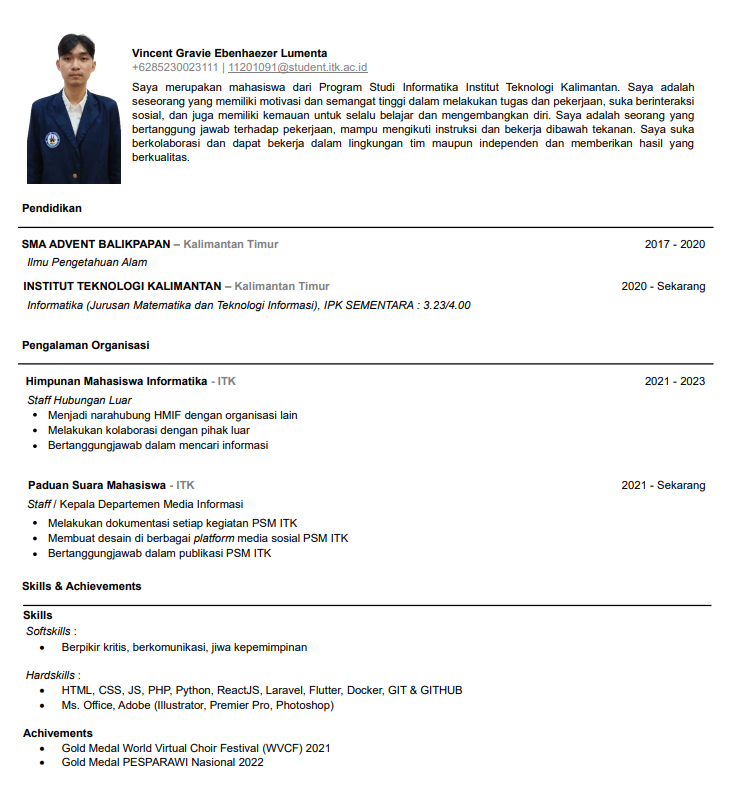 Vincent Gravie Ebenhaezer Lumenta
+6285230023111 | 11201091@student.itk.ac.id
Saya merupakan mahasiswa dari Program Studi Informatika Institut Teknologi Kalimantan. Saya adalah
seseorang yang memiliki motivasi dan semangat tinggi dalam melakukan tugas dan pekerjaan, suka berinteraksi
sosial, dan juga memiliki kemauan untuk selalu belajar dan mengembangkan diri. Saya adalah seorang yang
bertanggung jawab terhadap pekerjaan, mampu mengikuti instruksi dan bekerja dibawah tekanan. Saya suka
berkolaborasi dan dapat bekerja dalam lingkungan tim maupun independen dan memberikan hasil yang
berkualitas.
Pendidikan
SMA ADVENT BALIKPAPAN – Kalimantan Timur 2017 - 2020
Ilmu Pengetahuan Alam
INSTITUT TEKNOLOGI KALIMANTAN – Kalimantan Timur 2020 - Sekarang
Informatika (Jurusan Matematika dan Teknologi Informasi), IPK SEMENTARA : 3.23/4.00
Pengalaman Organisasi
Himpunan Mahasiswa Informatika - ITK 2021 - 2023
Staff Hubungan Luar
• Menjadi narahubung HMIF dengan organisasi lain
• Melakukan kolaborasi dengan pihak luar
• Bertanggungjawab dalam mencari informasi
Paduan Suara Mahasiswa - ITK 2021 - Sekarang
Staff / Kepala Departemen Media Informasi
• Melakukan dokumentasi setiap kegiatan PSM ITK
• Membuat desain di berbagai platform media sosial PSM ITK
• Bertanggungjawab dalam publikasi PSM ITK
Skills & Achievements
Skills
Softskills :
• Berpikir kritis, berkomunikasi, jiwa kepemimpinan
Hardskills :
• HTML, CSS, JS, PHP, Python, ReactJS, Laravel, Flutter, Docker, GIT & GITHUB
• Ms. Office, Adobe (Illustrator, Premier Pro, Photoshop)
Achivements
• Gold Medal World Virtual Choir Festival (WVCF) 2021
• Gold Medal PESPARAWI Nasional 2022